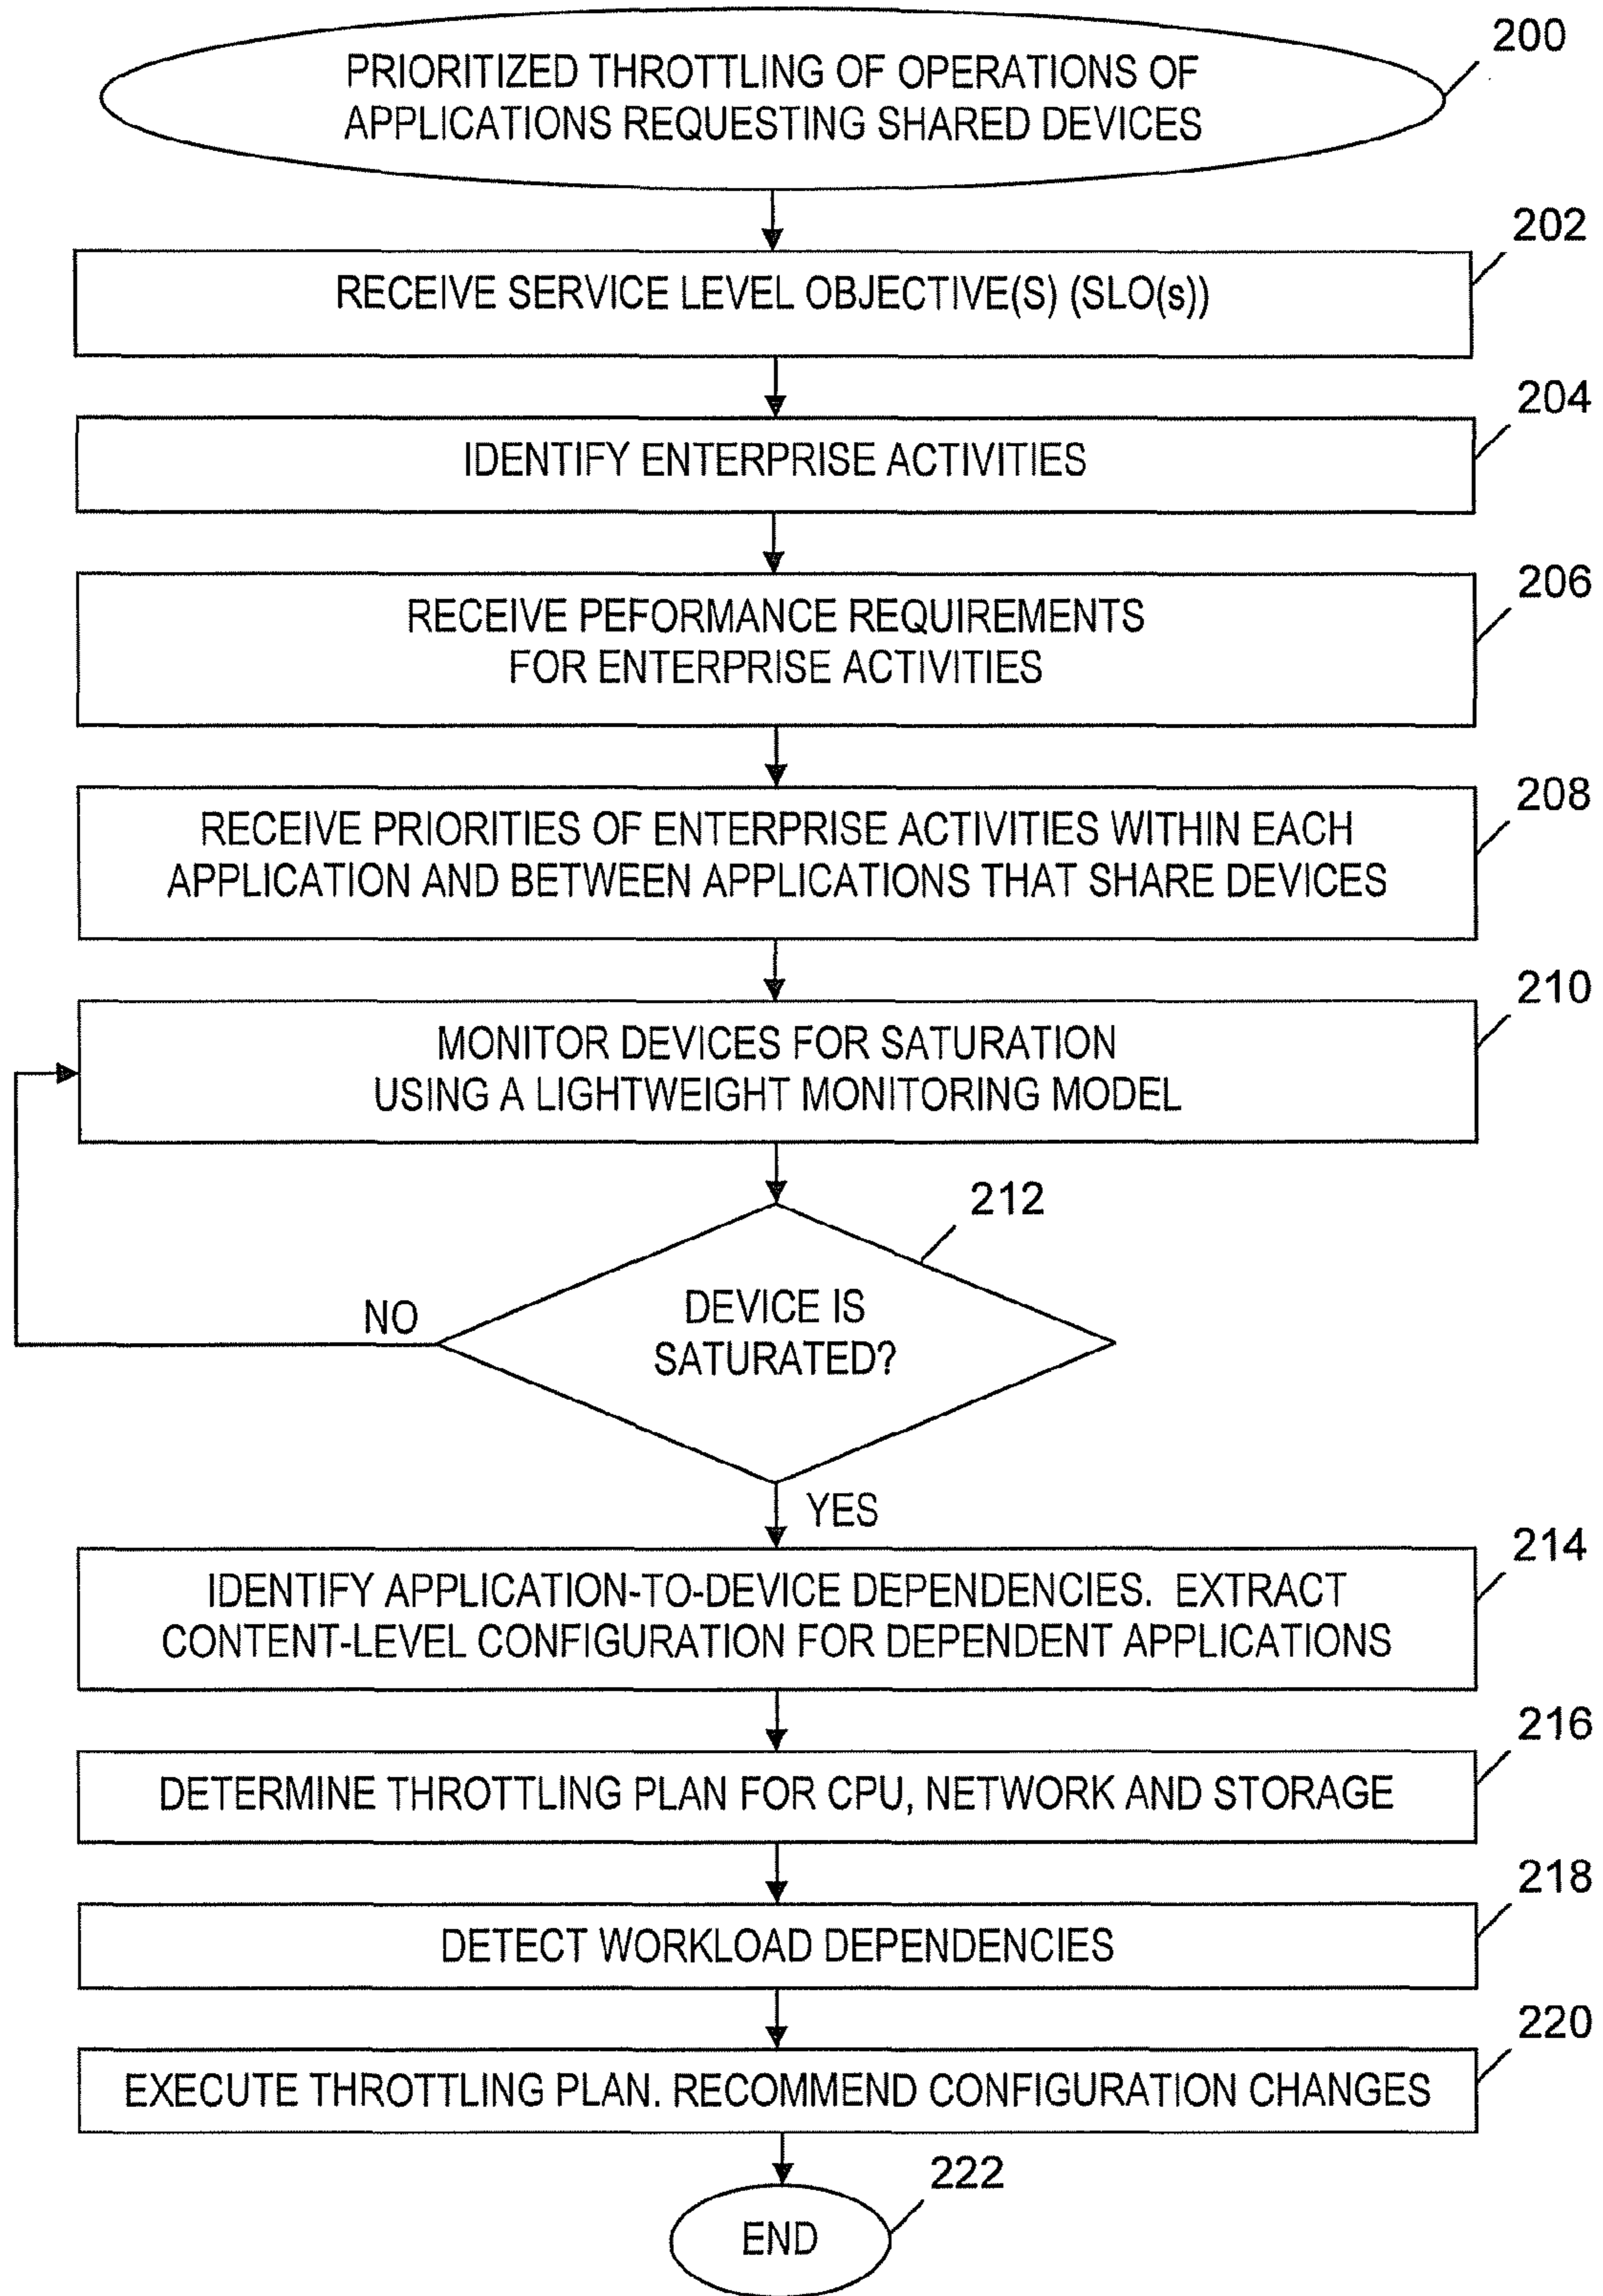 200
PRIORITIZED THROTTLING OF OPERATIONS OF
APPLICATIONS REQUESTING SHARED DEVICES
202
RECEIVE SERVICE LEVEL OBJECTIVE(S) (SLO(s))
204
IDENTIFY ENTERPRISE ACTIVITIES
206
RECEIVE PEFORMANCE REQUIREMENTS
FOR ENTERPRISE ACTIVITIES
208
RECEIVE PRIORITIES OF ENTERPRISE ACTIVITIES WITHIN EACH
APPLICATION AND BETWEEN APPLICATIONS THAT SHARE DEVICES
210
MONITOR DEVICES FOR SATURATION
USING A LIGHTWEIGHT MONITORING MODEL
212
DEVICE IS
SATURATED?
NO
YES
214
IDENTIFY APPLICATION-TO-DEVICE DEPENDENCIES. EXTRACT
CONTENT-LEVEL CONFIGURATION FOR DEPENDENT APPLICATIONS
216
DETERMINE THROTTLING PLAN FOR CPU, NETWORK AND STORAGE
218
DETECT WORKLOAD DEPENDENCIES
220
EXECUTE THROTTLING PLAN. RECOMMEND CONFIGURATION CHANGES
222
END